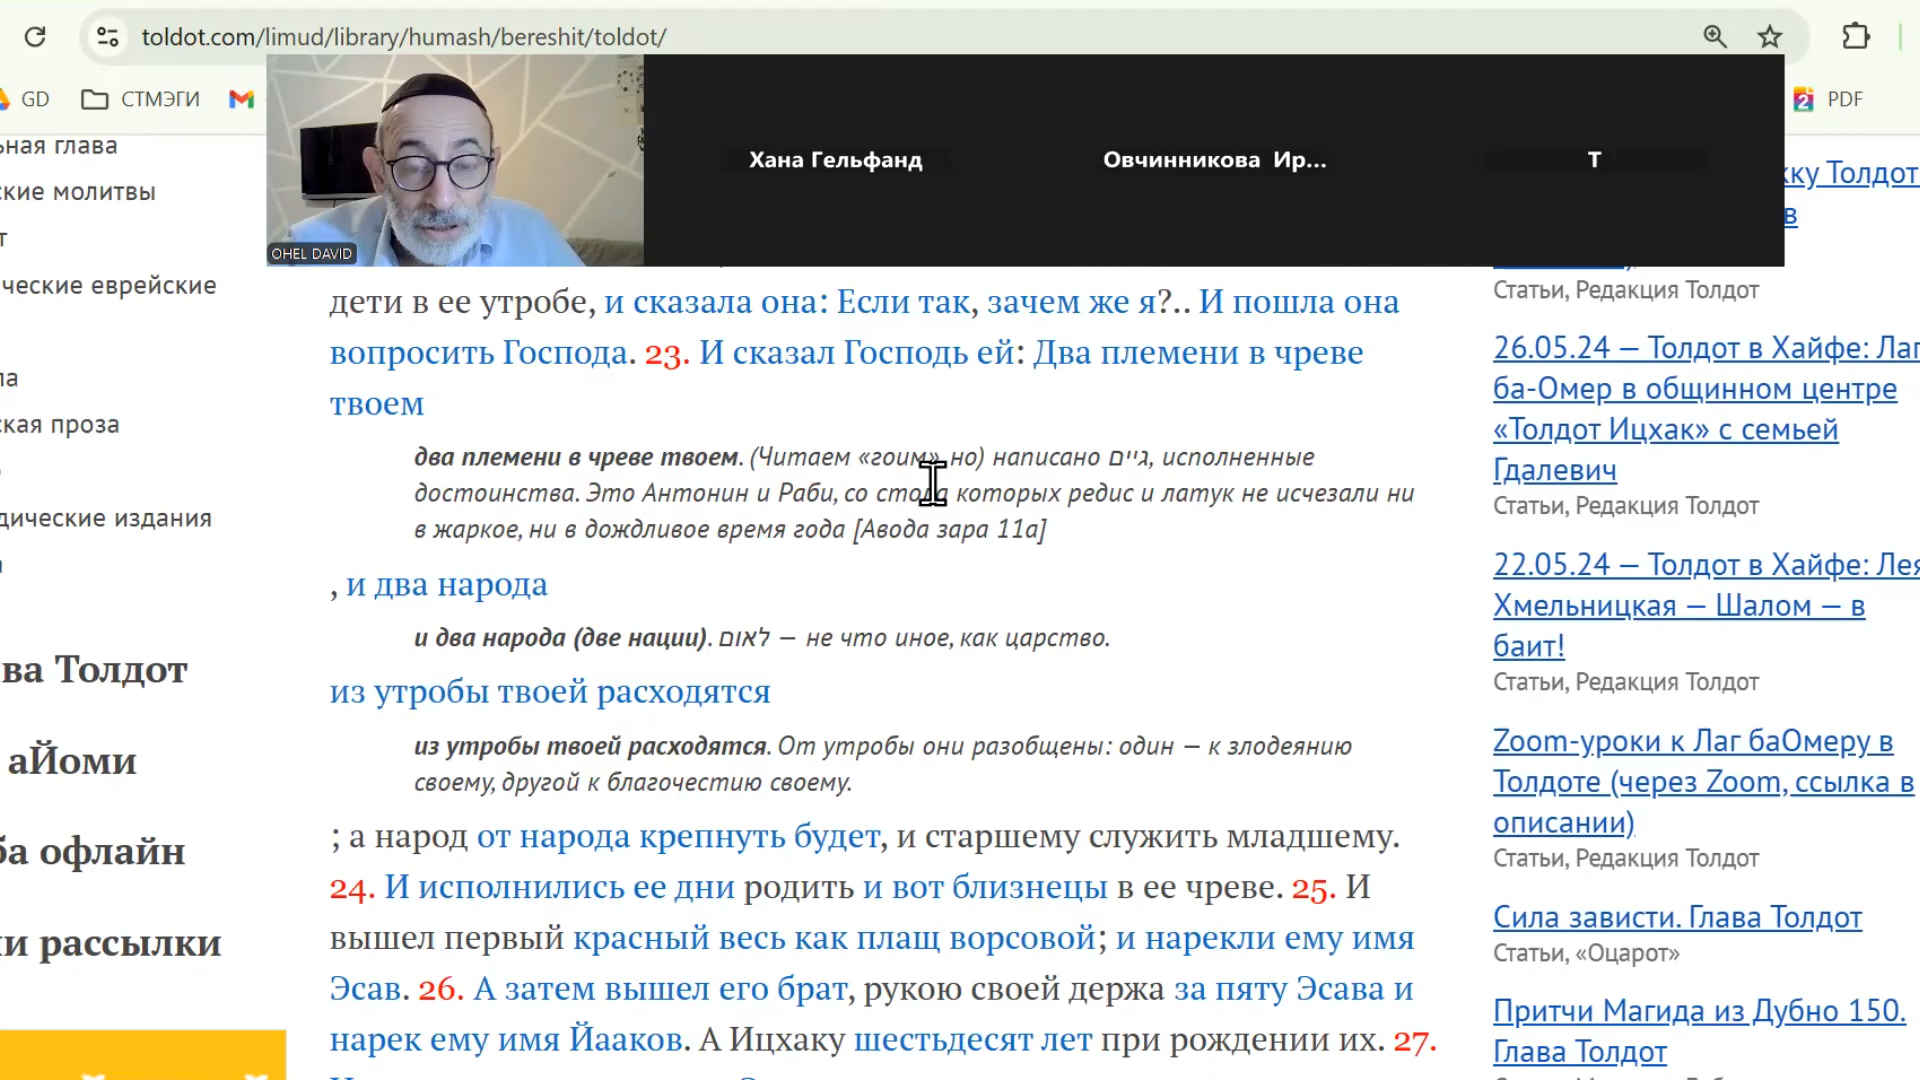 toldot.com/limud/library/humash/bereshit/toldot/
GD
СТМЭГИ
PDF
ьная глава
ские молитвы
т
ческие еврейские
ла
ская проза
дические издания
ва Толдот
аЙоми
ба офлайн
и рассылки
OHEL DAVID
Хана Гельфанд
Овчинникова Ир...
T
дети в ее утробе, и сказала она: Если так, зачем же я?.. И пошла она
вопросить Господа. 23. И сказал Господь ей: Два племени в чреве
твоем
два племени в чреве твоем. (Читаем «гоим» но) написано גיים, исполненные
достоинства. Это Антонин и Раби, со стола которых редис и латук не исчезали ни
в жаркое, ни в дождливое время года [Авода зара 11а]
, и два народа
и два народа (две нации). לאום — не что иное, как царство.
из утробы твоей расходятся
из утробы твоей расходятся. От утробы они разобщены: один — к злодеянию
своему, другой к благочестию своему.
; а народ от народа крепнуть будет, и старшему служить младшему.
24. И исполнились ее дни родить и вот близнецы в ее чреве. 25. И
вышел первый красный весь как плащ ворсовой; и нарекли ему имя
Эсав. 26. А затем вышел его брат, рукою своей держа за пяту Эсава и
нарек ему имя Йааков. А Ицхаку шестьдесят лет при рождении их. 27.
кку Толдот
в
Статьи, Редакция Толдот
26.05.24 — Толдот в Хайфе: Лаг
ба-Омер в общинном центре
«Толдот Ицхак» с семьей
Гдалевич
Статьи, Редакция Толдот
22.05.24 — Толдот в Хайфе: Лея
Хмельницкая — Шалом — в
баит!
Статьи, Редакция Толдот
Zoom-уроки к Лаг баОмеру в
Толдоте (через Zoom, ссылка в
описании)
Статьи, Редакция Толдот
Сила зависти. Глава Толдот
Статьи, «Оцарот»
Притчи Магида из Дубно 150.
Глава Толдот